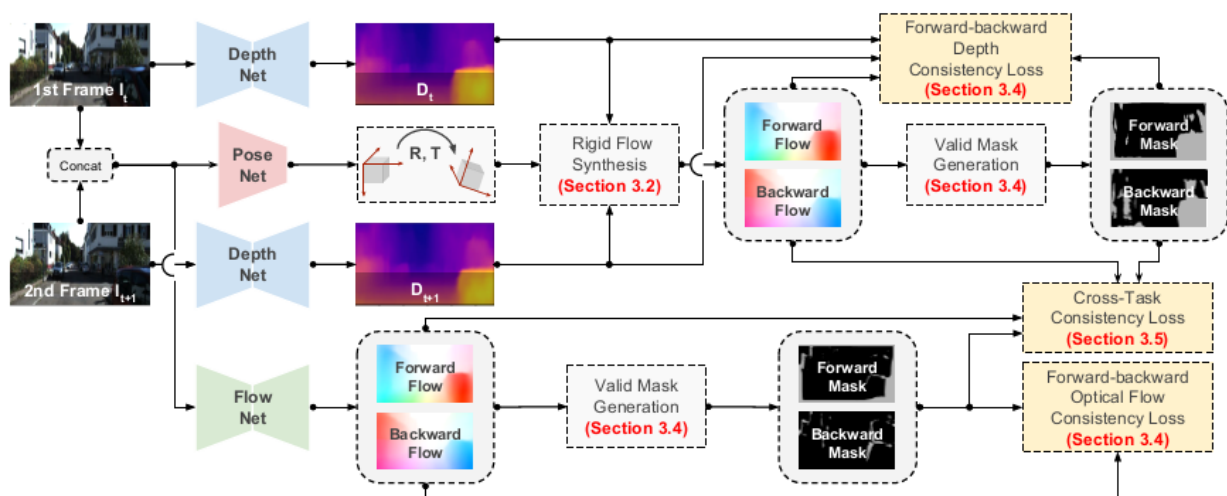 1st Frame I_t
Depth
Net
D_t
Forward-backward
Depth
Consistency Loss
(Section 3.4)
Concat
Pose
Net
R, T
Rigid Flow
Synthesis
(Section 3.2)
Forward
Flow
Backward
Flow
Valid Mask
Generation
(Section 3.4)
Forward
Mask
Backward
Mask
2nd Frame I_t+1
Depth
Net
D_t+1
Cross-Task
Consistency Loss
(Section 3.5)
Flow
Net
Forward
Flow
Backward
Flow
Valid Mask
Generation
(Section 3.4)
Forward
Mask
Backward
Mask
Forward-backward
Optical Flow
Consistency Loss
(Section 3.4)